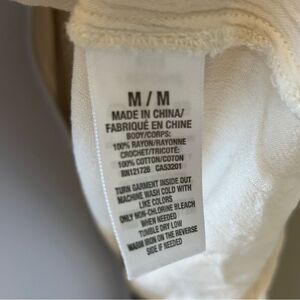 M / M
MADE IN CHINA/
FABRIQUÉ EN CHINE
BODY/CORPS:
100% RAYON/RAYONNE
CROCHET/TRICOT:
100% COTTON/COTON
RN121726 CA53201
TURN GARMENT INSIDE OUT
MACHINE WASH COLD WITH
LIKE COLORS
ONLY NON-CHLORINE BLEACH
WHEN NEEDED
TUMBLE DRY LOW
WARM IRON ON THE REVERSE
SIDE IF NEEDED